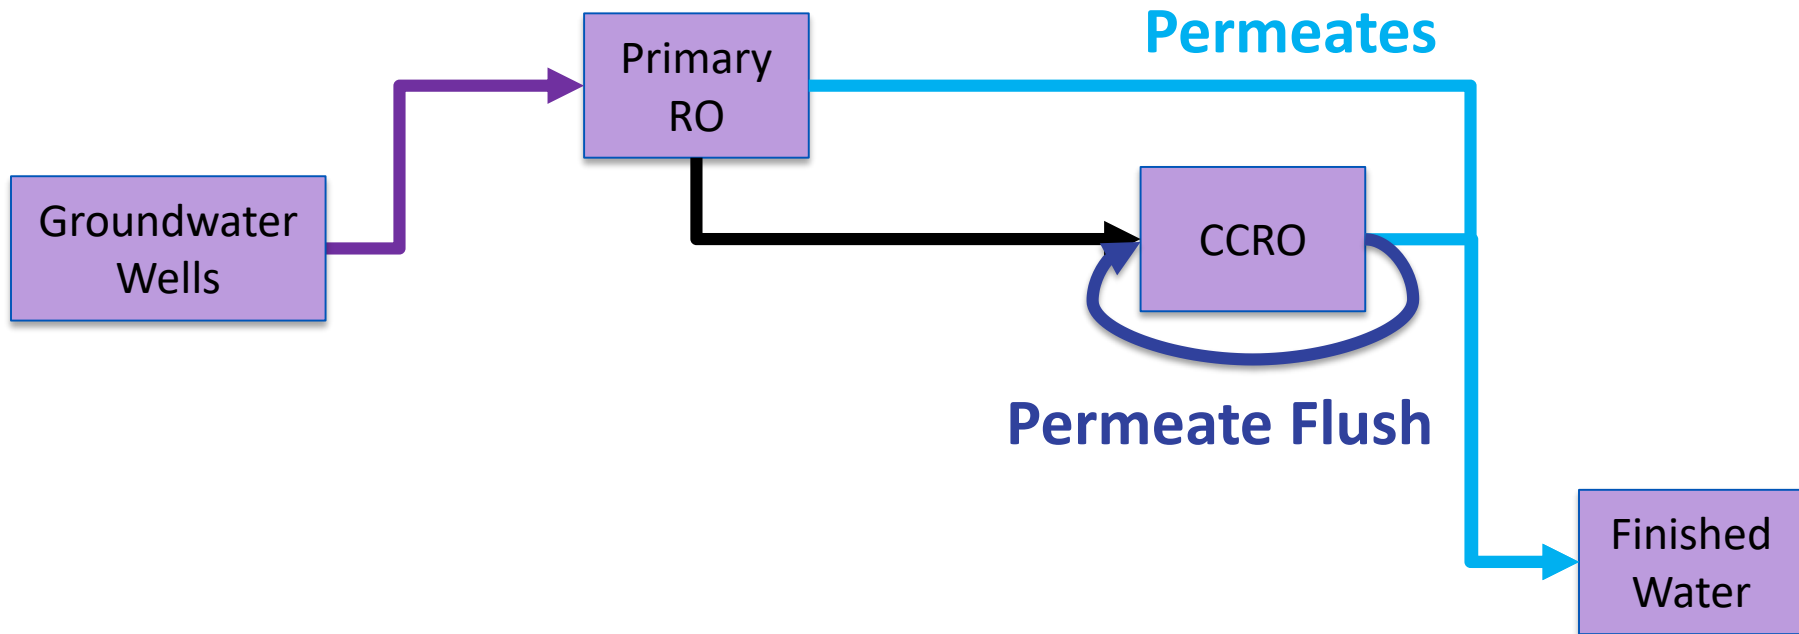 Permeates
Primary
RO
Groundwater
Wells
CCRO
Permeate Flush
Finished
Water